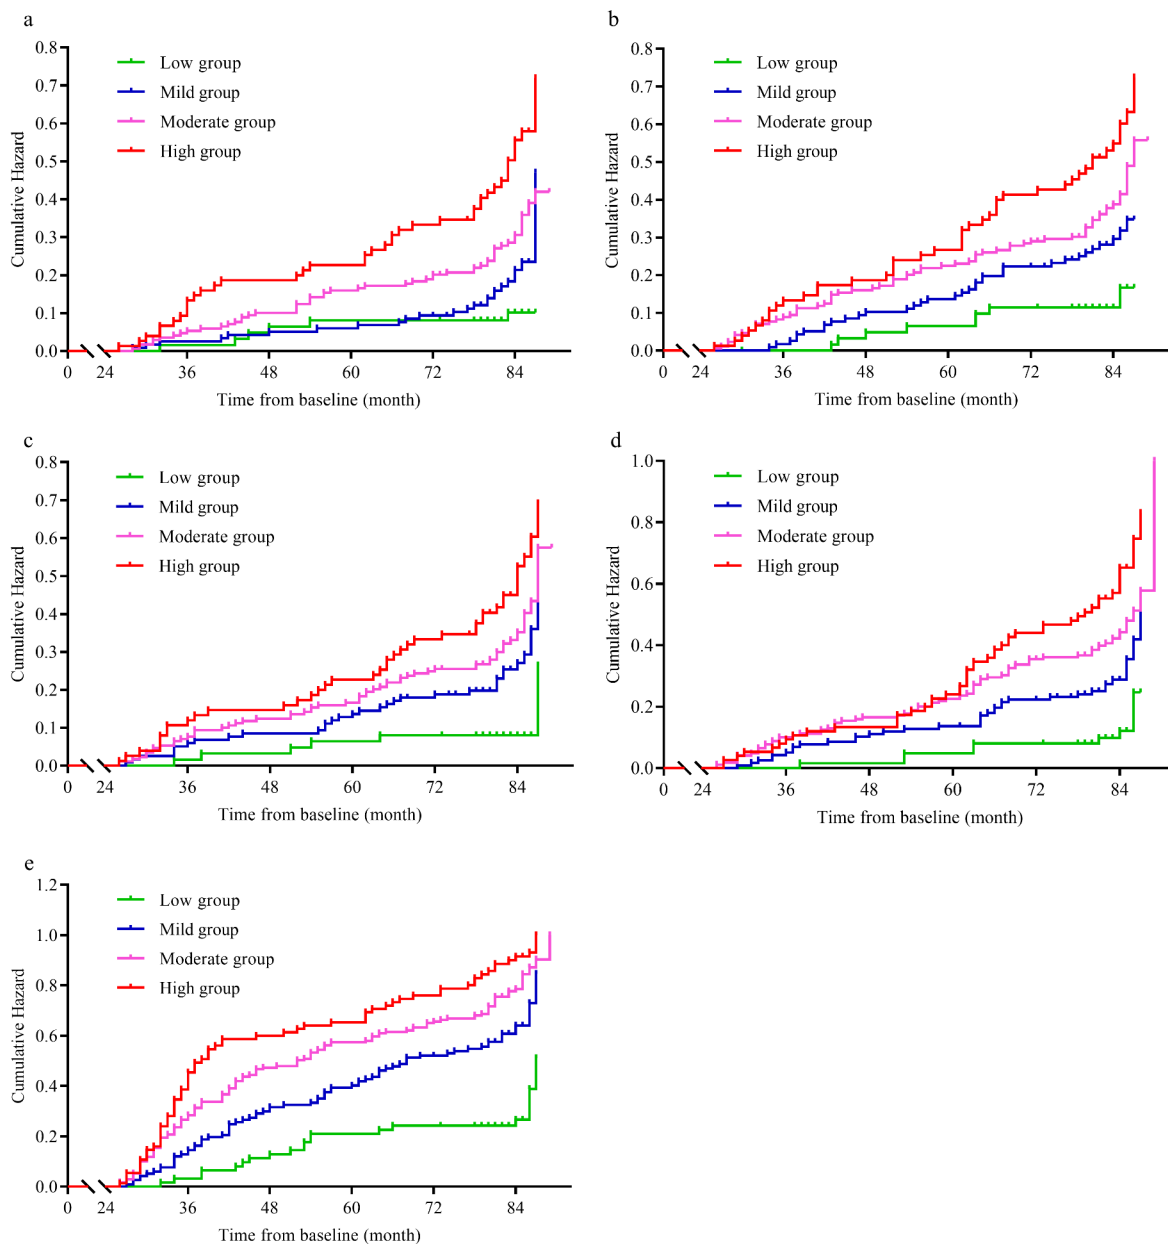 a
0.8
0.7
0.6
0.5
0.4
0.3
0.2
0.1
0.0
Cumulative Hazard
Low group
Mild group
Moderate group
High group
0 24 36 48 60 72 84
Time from baseline (month)
b
0.8
0.7
0.6
0.5
0.4
0.3
0.2
0.1
0.0
Cumulative Hazard
Low group
Mild group
Moderate group
High group
0 24 36 48 60 72 84
Time from baseline (month)
c
0.8
0.7
0.6
0.5
0.4
0.3
0.2
0.1
0.0
Cumulative Hazard
Low group
Mild group
Moderate group
High group
0 24 36 48 60 72 84
Time from baseline (month)
d
1.0
0.8
0.6
0.4
0.2
0.0
Cumulative Hazard
Low group
Mild group
Moderate group
High group
0 24 36 48 60 72 84
Time from baseline (month)
e
1.2
1.0
0.8
0.6
0.4
0.2
0.0
Cumulative Hazard
Low group
Mild group
Moderate group
High group
0 24 36 48 60 72 84
Time from baseline (month)